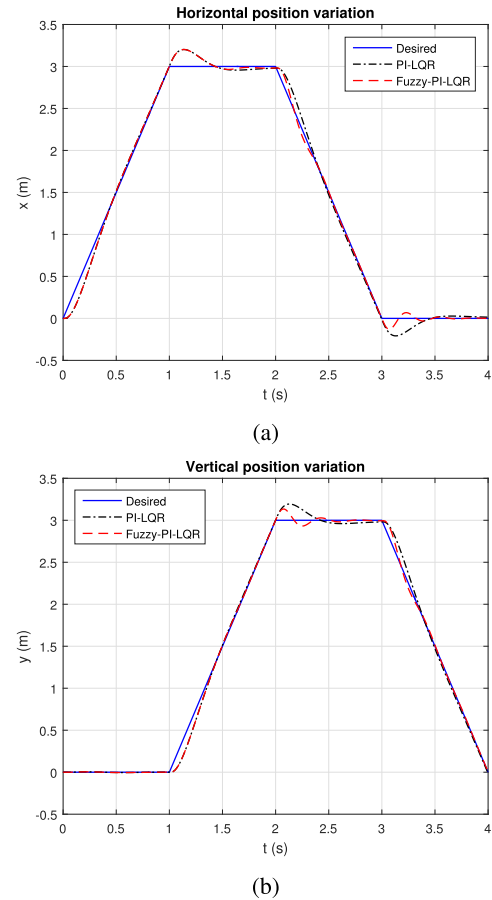 Horizontal position variation
3.5
3
2.5
2
1.5
1
0.5
0
-0.5
x (m)
Desired
PI-LQR
Fuzzy-PI-LQR
0 0.5 1 1.5 2 2.5 3 3.5 4
t (s)
(a)
Vertical position variation
3.5
3
2.5
2
1.5
1
0.5
0
-0.5
y (m)
Desired
PI-LQR
Fuzzy-PI-LQR
0 0.5 1 1.5 2 2.5 3 3.5 4
t (s)
(b)